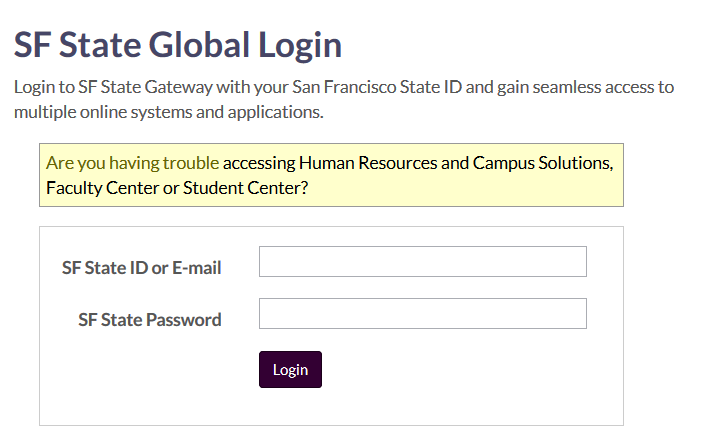 SF State Global Login
Login to SF State Gateway with your San Francisco State ID and gain seamless access to
multiple online systems and applications.
Are you having trouble accessing Human Resources and Campus Solutions,
Faculty Center or Student Center?
SF State ID or E-mail
SF State Password
Login